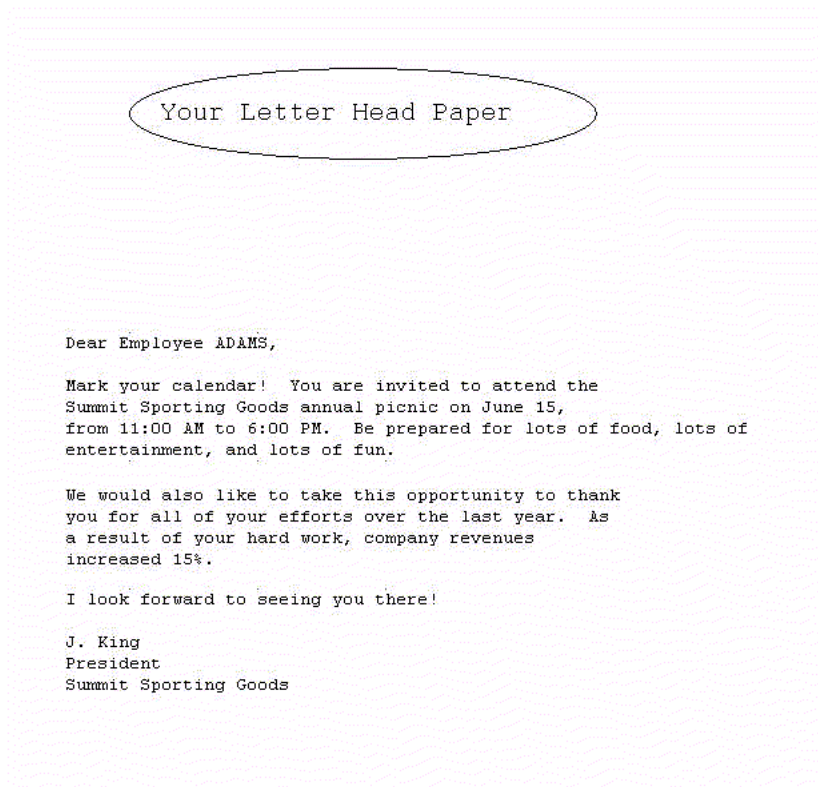 Your Letter Head Paper
Dear Employee ADAMS,
Mark your calendar!  You are invited to attend the
Summit Sporting Goods annual picnic on June 15,
from 11:00 AM to 6:00 PM.  Be prepared for lots of food, lots of
entertainment, and lots of fun.
We would also like to take this opportunity to thank
you for all of your efforts over the last year.  As
a result of your hard work, company revenues
increased 15%.
I look forward to seeing you there!
J. King
President
Summit Sporting Goods